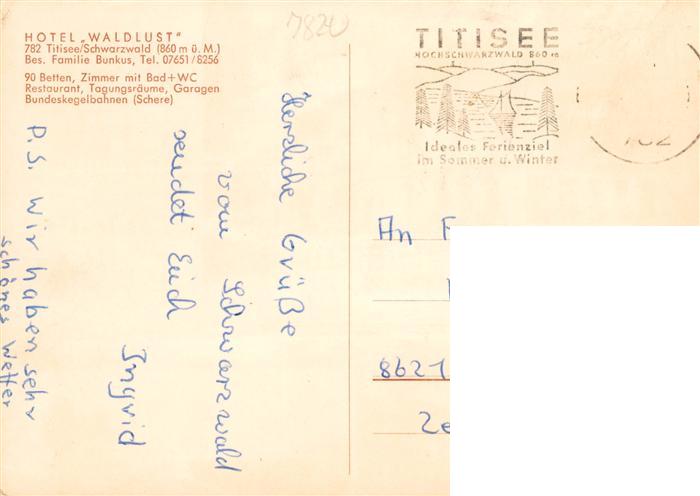 HOTEL „WALDLUST"
782 Titisee/Schwarzwald (860 m ü. M.)
Bes. Familie Bunkus, Tel. 07651/8256
90 Betten, Zimmer mit Bad+WC
Restaurant, Tagungsräume, Garagen
Bundeskegelbahnen (Schere)
7820
TITISEE
HOCHSCHWARZWALD 860 m
Ideales Ferienziel
im Sommer u. Winter
Herzliche Grüße
vom Schwarzwald
sendet Euch
Ingrid
P.S. Wir haben sehr
schönes Wetter
An F
8621
Ze